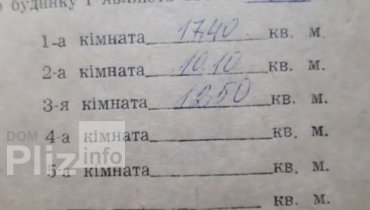 будинку і являють
1-а кімната 17,40 кв. м.
2-а кімната 10,10 кв. м.
3-я кімната 12,50 кв. м.
4-а кімната кв. м.
5-а кімната кв. м.
кв. м.
DOM
Pliz info